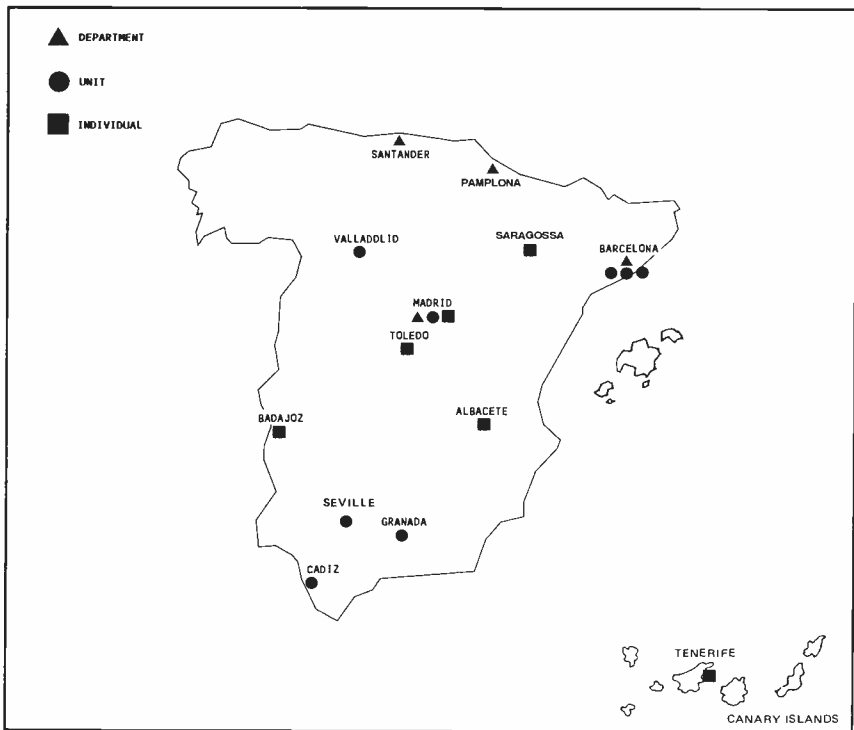 DEPARTMENT
UNIT
INDIVIDUAL
SANTANDER
PAMPLONA
VALLADOLID
SARAGOSSA
BARCELONA
MADRID
TOLEDO
BADAJOZ
ALBACETE
SEVILLE
GRANADA
CADIZ
TENERIFE
CANARY ISLANDS